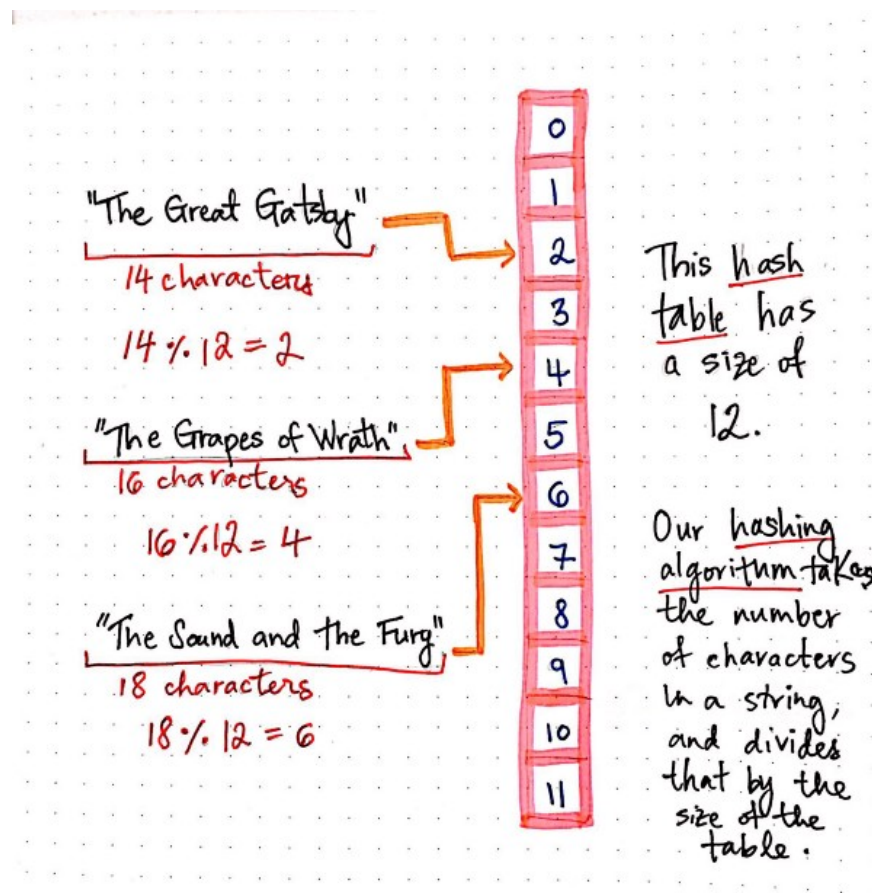 "The Great Gatsby"
14 characters
14 % 12 = 2
"The Grapes of Wrath"
16 characters
16 % 12 = 4
"The Sound and the Fury"
18 characters
18 % 12 = 6
0
1
2
3
4
5
6
7
8
9
10
11
This hash
table has
a size of
12.
Our hashing
algorithm takes
the number
of characters
in a string,
and divides
that by the
size of the
table.